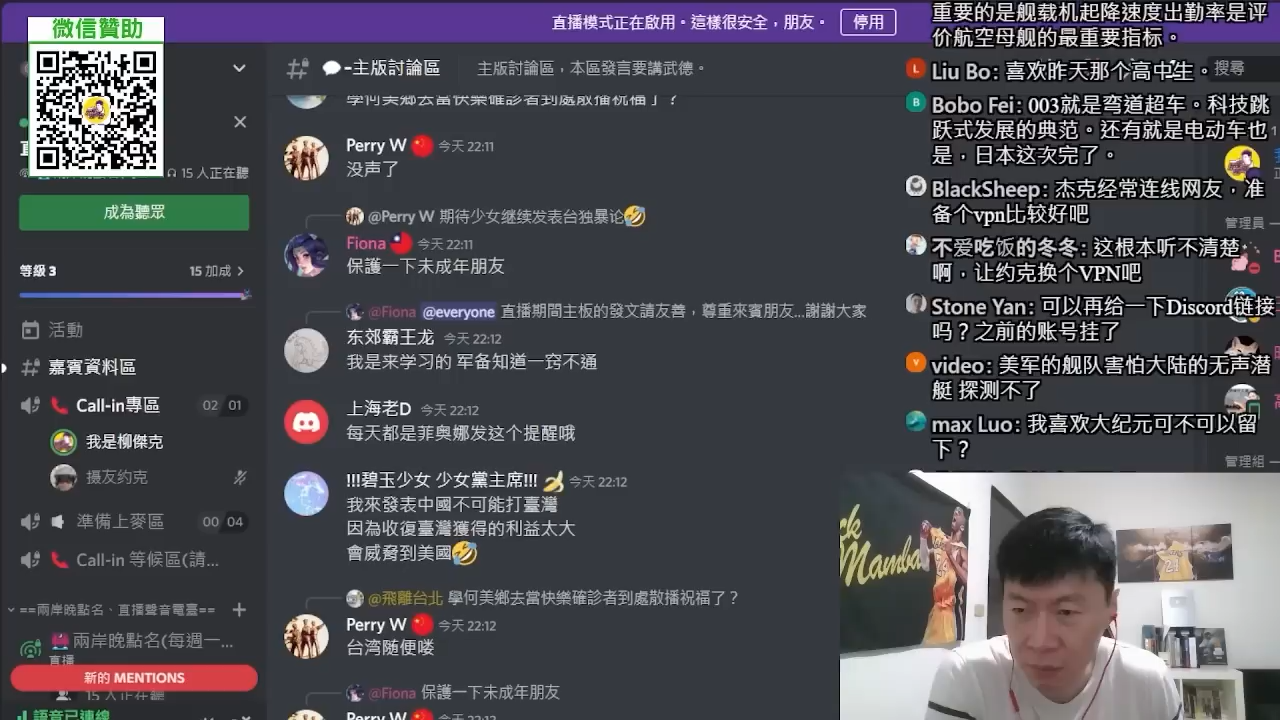 微信贊助
直播模式正在啟用。這樣很安全，朋友。
停用
-主版討論區
主版討論區，本區發言要講武德。
學何美鄉去當快樂確診者到處散播祝福了？
15 人正在聽
成為聽眾
等級 3
15 加成
活動
嘉賓資料區
Call-in專區
02 01
我是柳傑克
摄友约克
準備上麥區
00 04
Call-in 等候區(請...
==兩岸晚點名、直播聲音電臺==
兩岸晚點名(每週一...
直播
新的 MENTIONS
15 人正在聽
語音已連線
Perry W 今天 22:11
没声了
@Perry W 期待少女继续发表台独暴论🤣
Fiona 今天 22:11
保護一下未成年朋友
@Fiona @everyone 直播期間主板的發文請友善，尊重來賓朋友...謝謝大家
东郊霸王龙 今天 22:12
我是来学习的 军备知道一窍不通
上海老D 今天 22:12
每天都是菲奥娜发这个提醒哦
!!!碧玉少女 少女黨主席!!! 🍌 今天 22:12
我來發表中國不可能打臺灣
因為收復臺灣獲得的利益太大
會威脅到美國🤣
@飛離台北 學何美鄉去當快樂確診者到處散播祝福了？
Perry W 今天 22:12
台湾随便喽
@Fiona 保護一下未成年朋友
Perry W 今天 22:12
重要的是舰载机起降速度出勤率是评
价航空母舰的最重要指标。
搜尋
Liu Bo: 喜欢昨天那个高中生。
Bobo Fei: 003就是弯道超车。科技跳
跃式发展的典范。还有就是电动车也
是，日本这次完了。
BlackSheep: 杰克经常连线网友，准
备个vpn比较好吧
管理員
不爱吃饭的冬冬: 这根本听不清楚
啊，让约克换个VPN吧
Stone Yan: 可以再给一下Discord链接
吗？之前的账号挂了
video: 美军的舰队害怕大陆的无声潜
艇 探测不了
max Luo: 我喜欢大纪元可不可以留
下？
管理組
ck
Mamba
24